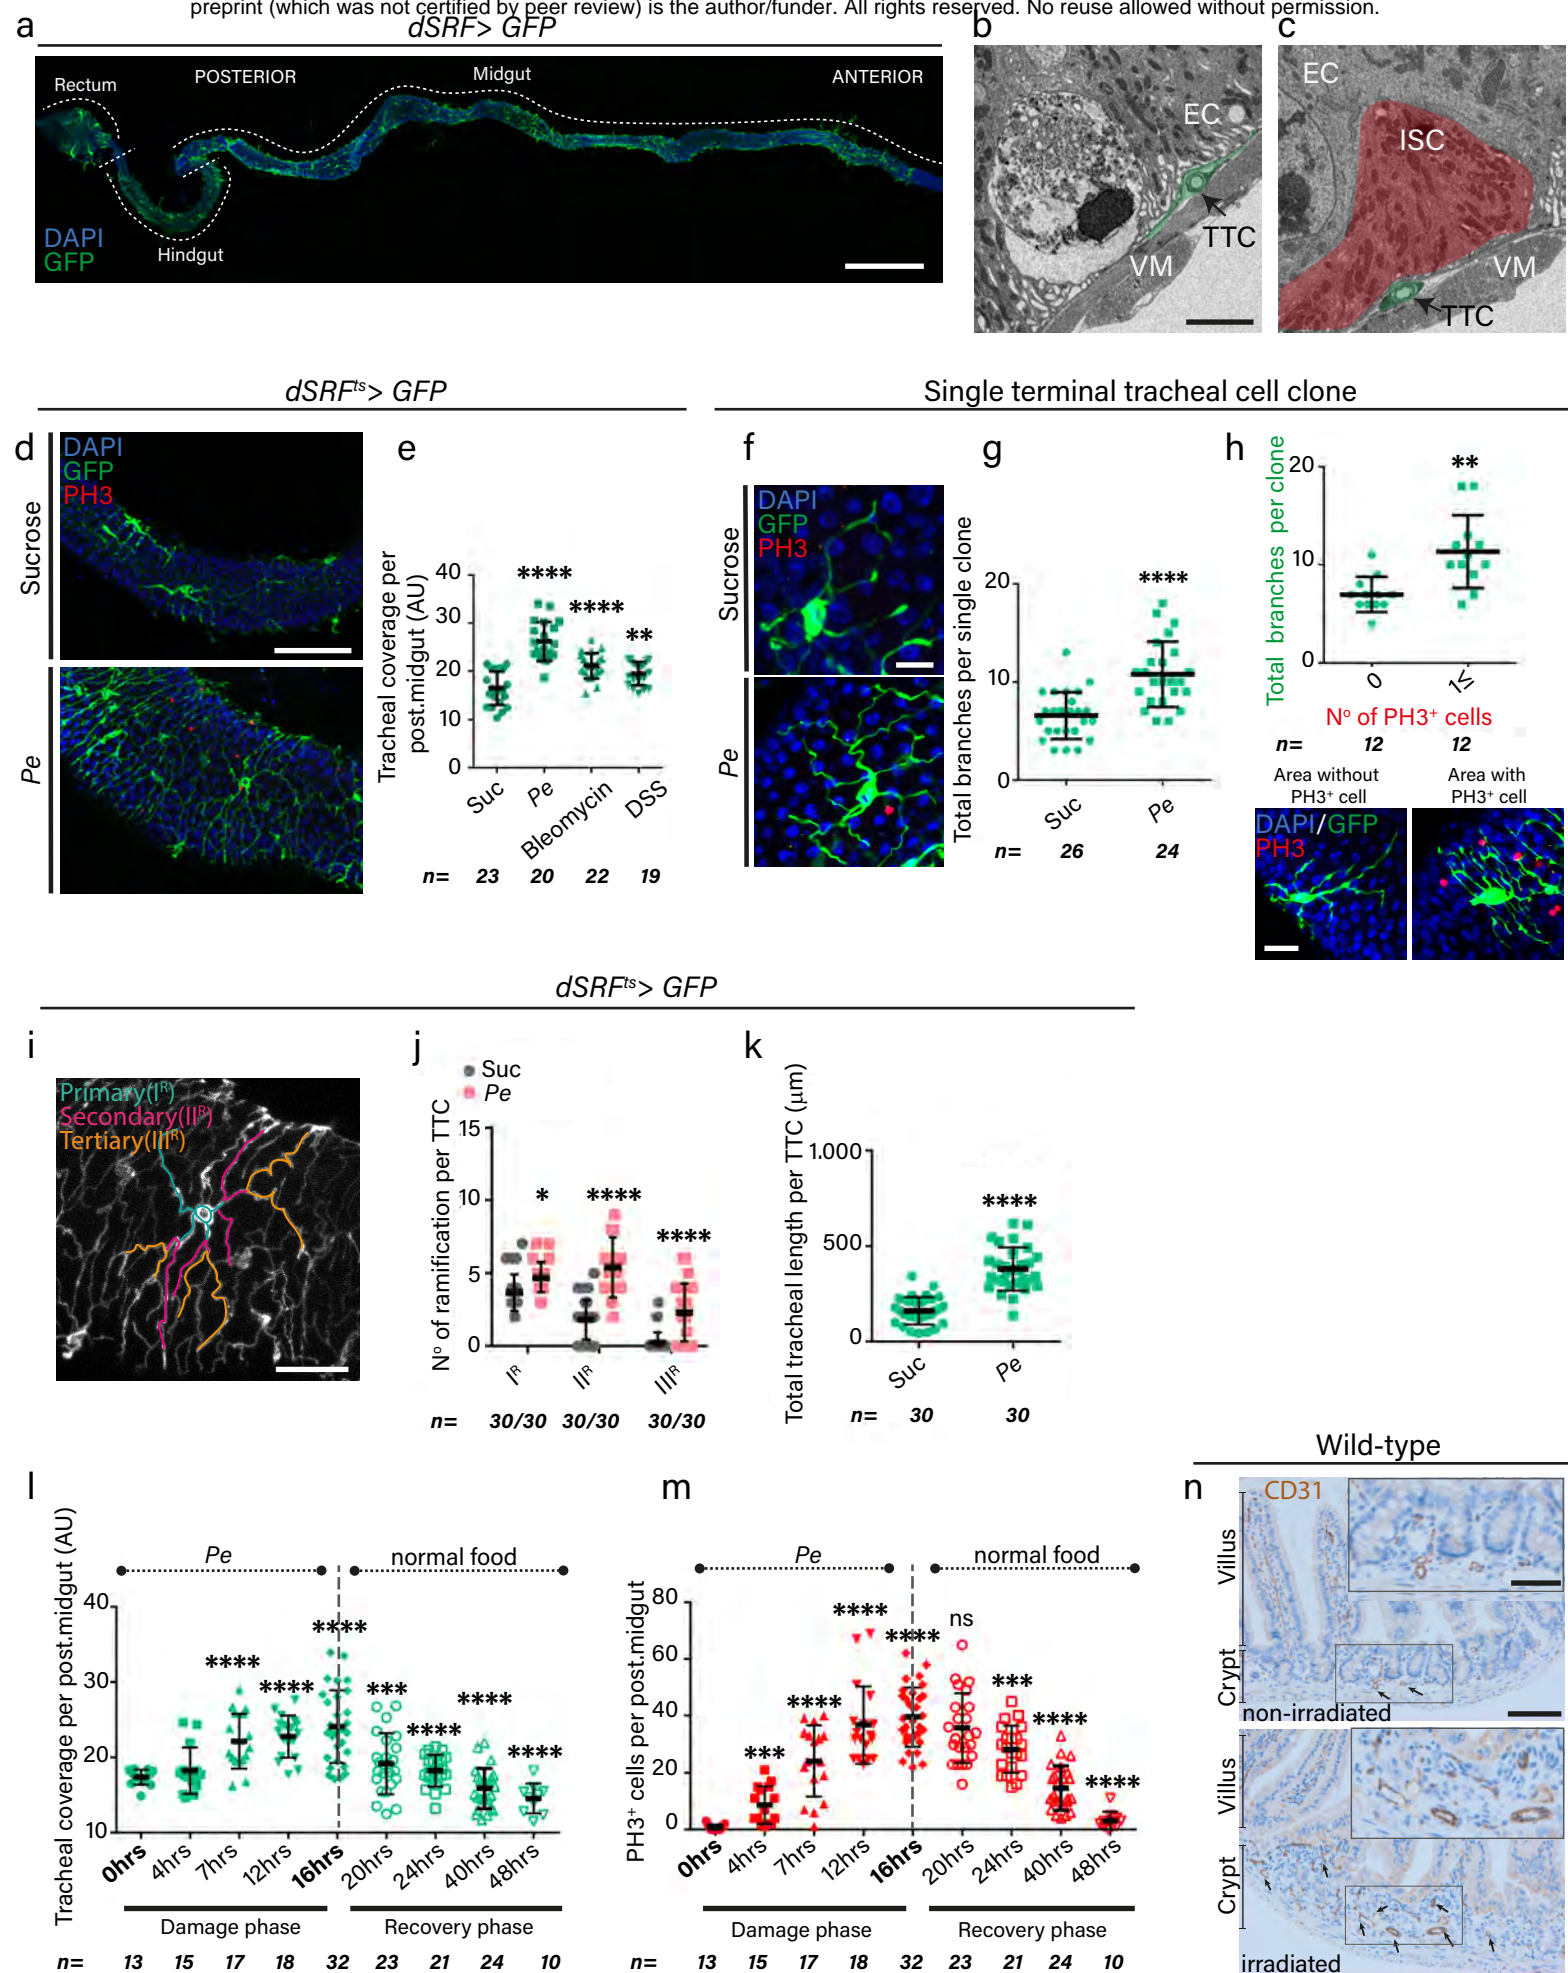 preprint (which was not certified by peer review) is the author/funder. All rights reserved. No reuse allowed without permission.
a
dSRF> GFP
Rectum
POSTERIOR
Midgut
ANTERIOR
Hindgut
DAPI
GFP
b
EC
TTC
VM
c
EC
ISC
VM
TTC
dSRFts> GFP
Single terminal tracheal cell clone
d
Sucrose
Pe
DAPI
GFP
PH3
e
Tracheal coverage per
post.midgut (AU)
40
30
20
10
0
****
****
**
Suc
Pe
Bleomycin
DSS
n= 23 20 22 19
f
Sucrose
Pe
DAPI
GFP
PH3
g
Total branches per single clone
20
10
0
****
Suc
Pe
n= 26 24
h
Total branches per clone
20
10
0
**
0
1≤
Nº of PH3+ cells
n= 12 12
Area without
PH3+ cell
Area with
PH3+ cell
DAPI/GFP
PH3
dSRFts> GFP
i
Primary(IR)
Secondary(IIR)
Tertiary(IIIR)
j
Suc
Pe
Nº of ramification per TTC
15
10
5
0
*
****
****
IR
IIR
IIIR
n= 30/30 30/30 30/30
k
Total tracheal length per TTC (μm)
1.000
500
0
****
Suc
Pe
n= 30 30
l
Tracheal coverage per post.midgut (AU)
Pe
normal food
40
30
20
10
****
****
****
***
****
****
****
0hrs
4hrs
7hrs
12hrs
16hrs
20hrs
24hrs
40hrs
48hrs
Damage phase
Recovery phase
n= 13 15 17 18 32 23 21 24 10
m
PH3+ cells per post.midgut
Pe
normal food
80
60
40
20
0
***
****
****
****
ns
***
****
****
0hrs
4hrs
7hrs
12hrs
16hrs
20hrs
24hrs
40hrs
48hrs
Damage phase
Recovery phase
n= 13 15 17 18 32 23 21 24 10
Wild-type
n
CD31
Villus
Crypt
non-irradiated
Villus
Crypt
irradiated